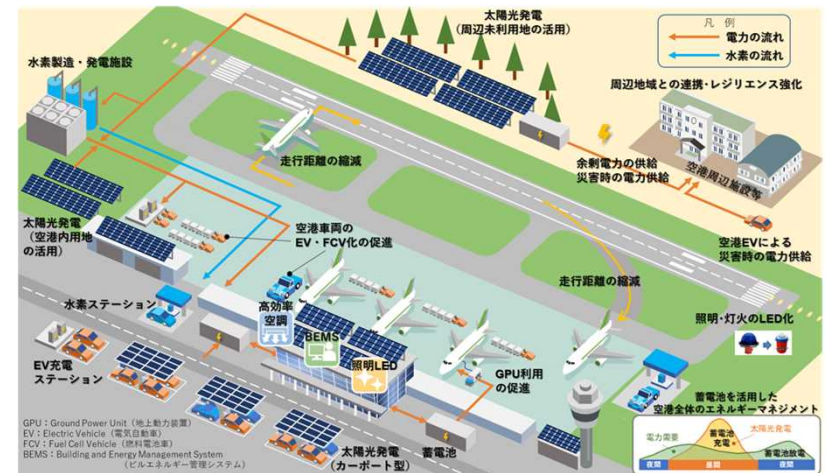 太陽光発電
(周辺未利用地の活用)
凡 例
電力の流れ
水素の流れ
水素製造・発電施設
周辺地域との連携・レジリエンス強化
走行距離の縮減
余剰電力の供給
災害時の電力供給
空港周辺施設等
太陽光発電
(空港内用地
の活用)
空港車両の
EV・FCV化の促進
空港EVによる
災害時の電力供給
走行距離の縮減
水素ステーション
高効率
空調
照明・灯火のLED化
BEMS
照明LED
EV充電
ステーション
GPU利用
の促進
蓄電池を活用した
空港全体のエネルギーマネジメント
GPU:Ground Power Unit(地上動力装置)
EV:Electric Vehicle(電気自動車)
FCV:Fuel Cell Vehicle(燃料電池車)
BEMS:Building and Energy Management System
(ビルエネルギー管理システム)
太陽光発電
(カーポート型)
蓄電池
電力需要
蓄電池
充電
太陽光発電
蓄電池放電
夜間
昼間
夜間